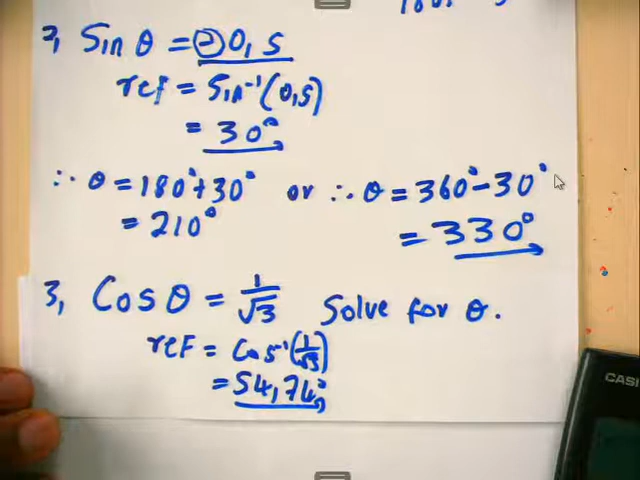 2, Sin θ = -0,5
ref = Sin⁻¹(0,5)
= 30°
∴ θ = 180°+30° or ∴ θ = 360°-30°
= 210° = 330°
3, Cos θ = 1/√3 Solve for θ.
ref = Cos⁻¹(1/√3)
= 54,74°
CASI